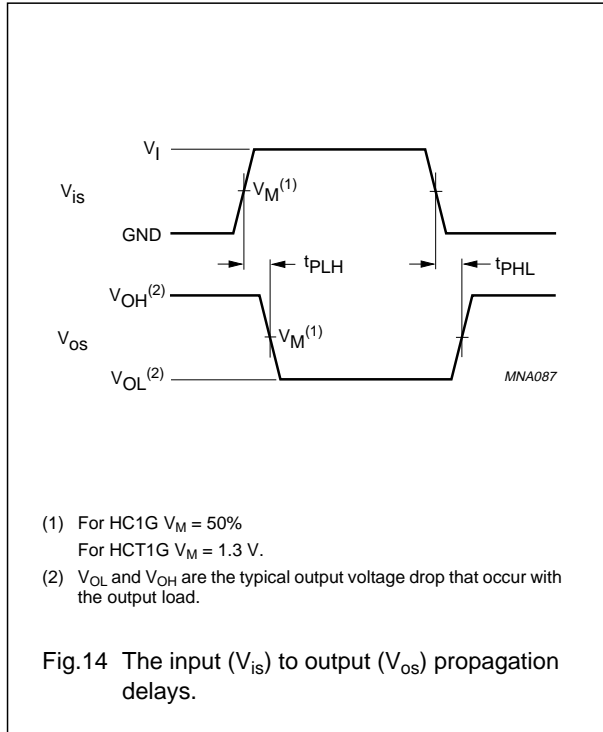 V_I
V_is
V_M(1)
GND
t_PLH
t_PHL
V_OH(2)
V_os
V_M(1)
V_OL(2)
MNA087
(1) For HC1G V_M = 50%
For HCT1G V_M = 1.3 V.
(2) V_OL and V_OH are the typical output voltage drop that occur with
the output load.
Fig.14 The input (V_is) to output (V_os) propagation
delays.